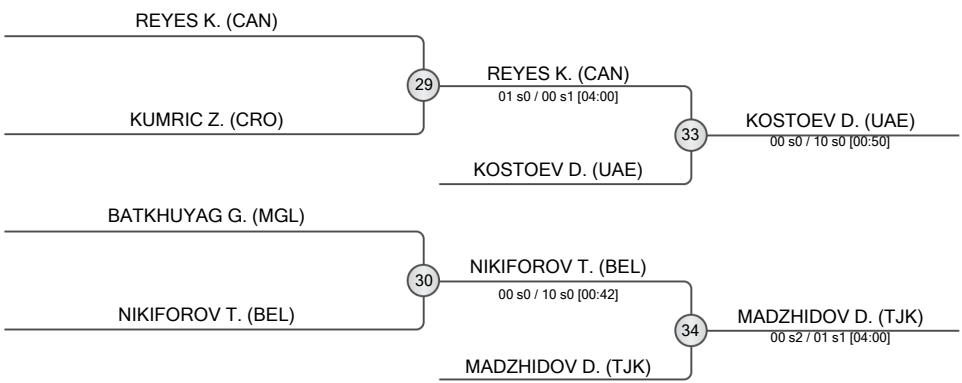 REYES K. (CAN)
29
REYES K. (CAN)
01 s0 / 00 s1 [04:00]
KUMRIC Z. (CRO)
33
KOSTOEV D. (UAE)
00 s0 / 10 s0 [00:50]
KOSTOEV D. (UAE)
BATKHUYAG G. (MGL)
30
NIKIFOROV T. (BEL)
00 s0 / 10 s0 [00:42]
NIKIFOROV T. (BEL)
34
MADZHIDOV D. (TJK)
00 s2 / 01 s1 [04:00]
MADZHIDOV D. (TJK)